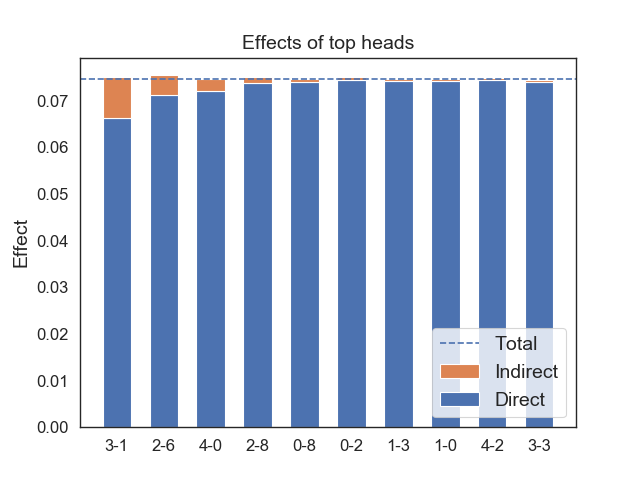 Effects of top heads
Effect
0.07
0.06
0.05
0.04
0.03
0.02
0.01
0.00
Total
Indirect
Direct
3-1 2-6 4-0 2-8 0-8 0-2 1-3 1-0 4-2 3-3